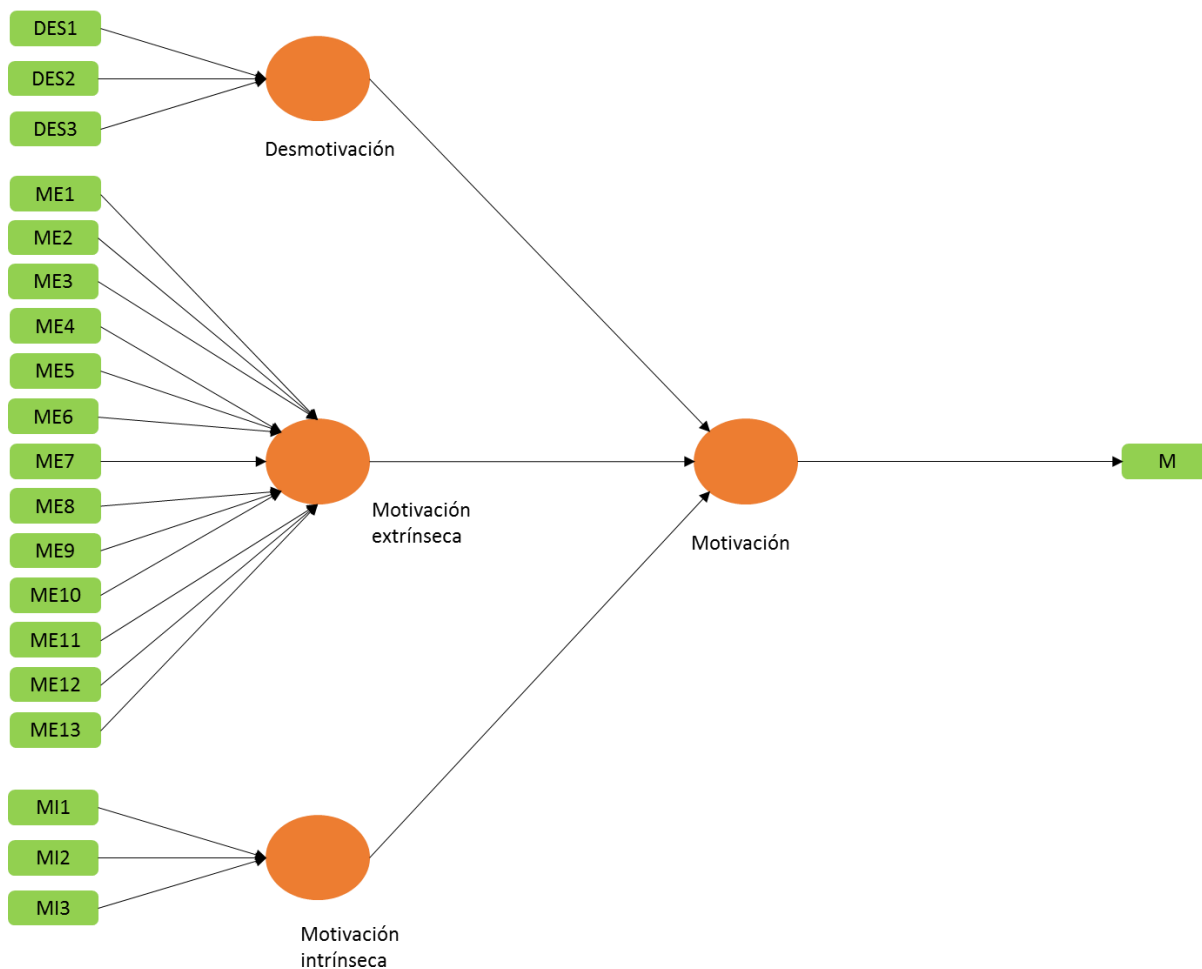 DES1
DES2
DES3
Desmotivación
ME1
ME2
ME3
ME4
ME5
ME6
ME7
ME8
ME9
ME10
ME11
ME12
ME13
Motivación
extrínseca
Motivación
M
MI1
MI2
MI3
Motivación
intrínseca